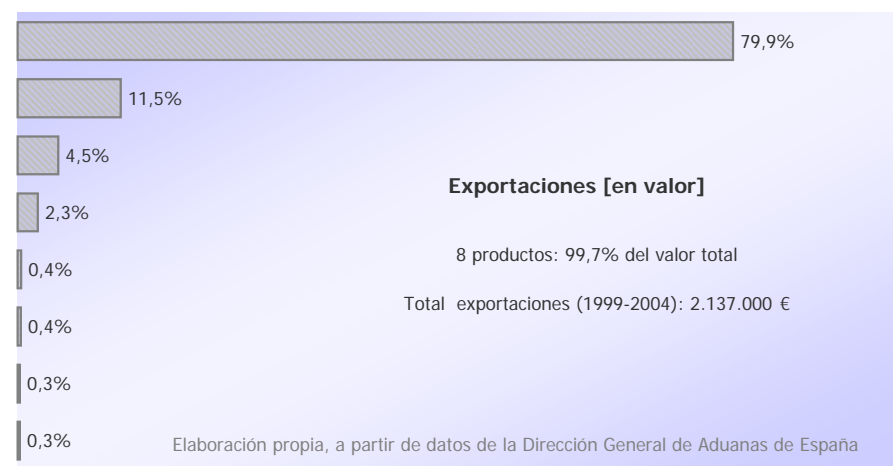 79,9%
11,5%
4,5%
Exportaciones [en valor]
2,3%
8 productos: 99,7% del valor total
0,4%
Total exportaciones (1999-2004): 2.137.000 €
0,4%
0,3%
0,3%
Elaboración propia, a partir de datos de la Dirección General de Aduanas de España